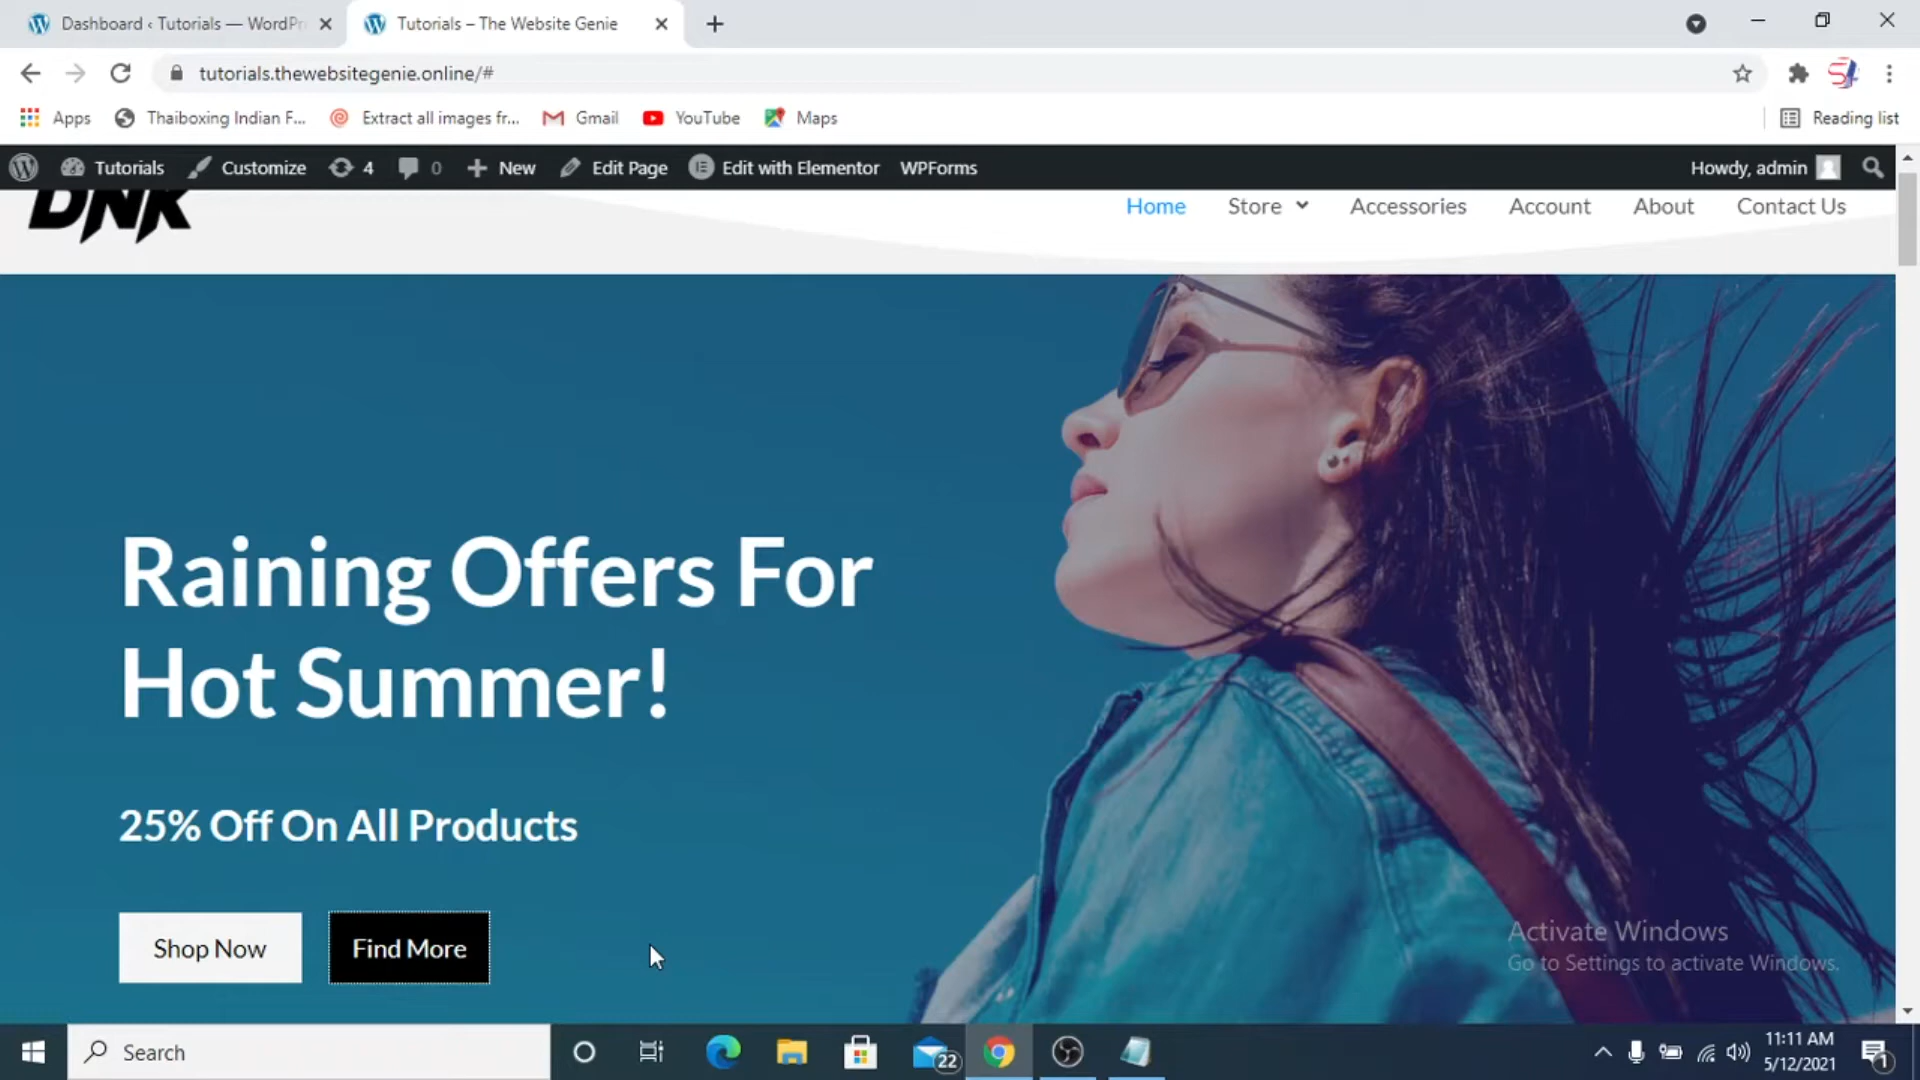 Dashboard ‹ Tutorials — WordPr
Tutorials – The Website Genie
tutorials.thewebsitegenie.online/#
Apps
Thaiboxing Indian F...
Extract all images fr...
Gmail
YouTube
Maps
Reading list
Tutorials
Customize
4
0
New
Edit Page
Edit with Elementor
WPForms
Howdy, admin
DNK
Home
Store
Accessories
Account
About
Contact Us
Raining Offers For
Hot Summer!
25% Off On All Products
Shop Now
Find More
Activate Windows
Go to Settings to activate Windows.
Search
22
11:11 AM
5/12/2021
1